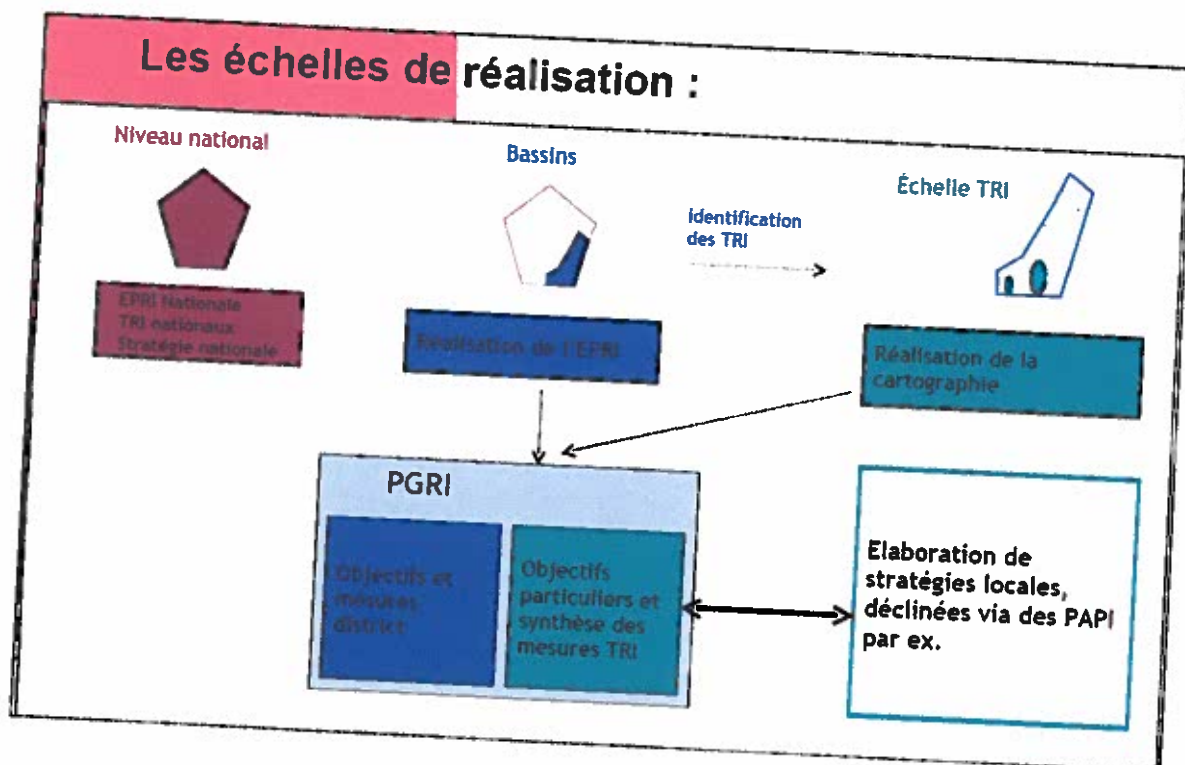 Les échelles de réalisation :
Niveau national
Bassins
Échelle TRI
identification
des TRI
EPRI Nationale
TRI nationaux
Stratégie nationale
Réalisation de l'EPRI
Réalisation de la
cartographie
PGRI
Objectifs et
mesures
district
Objectifs
particuliers et
synthèse des
mesures TRI
Elaboration de
stratégies locales,
déclinées via des PAPI
par ex.